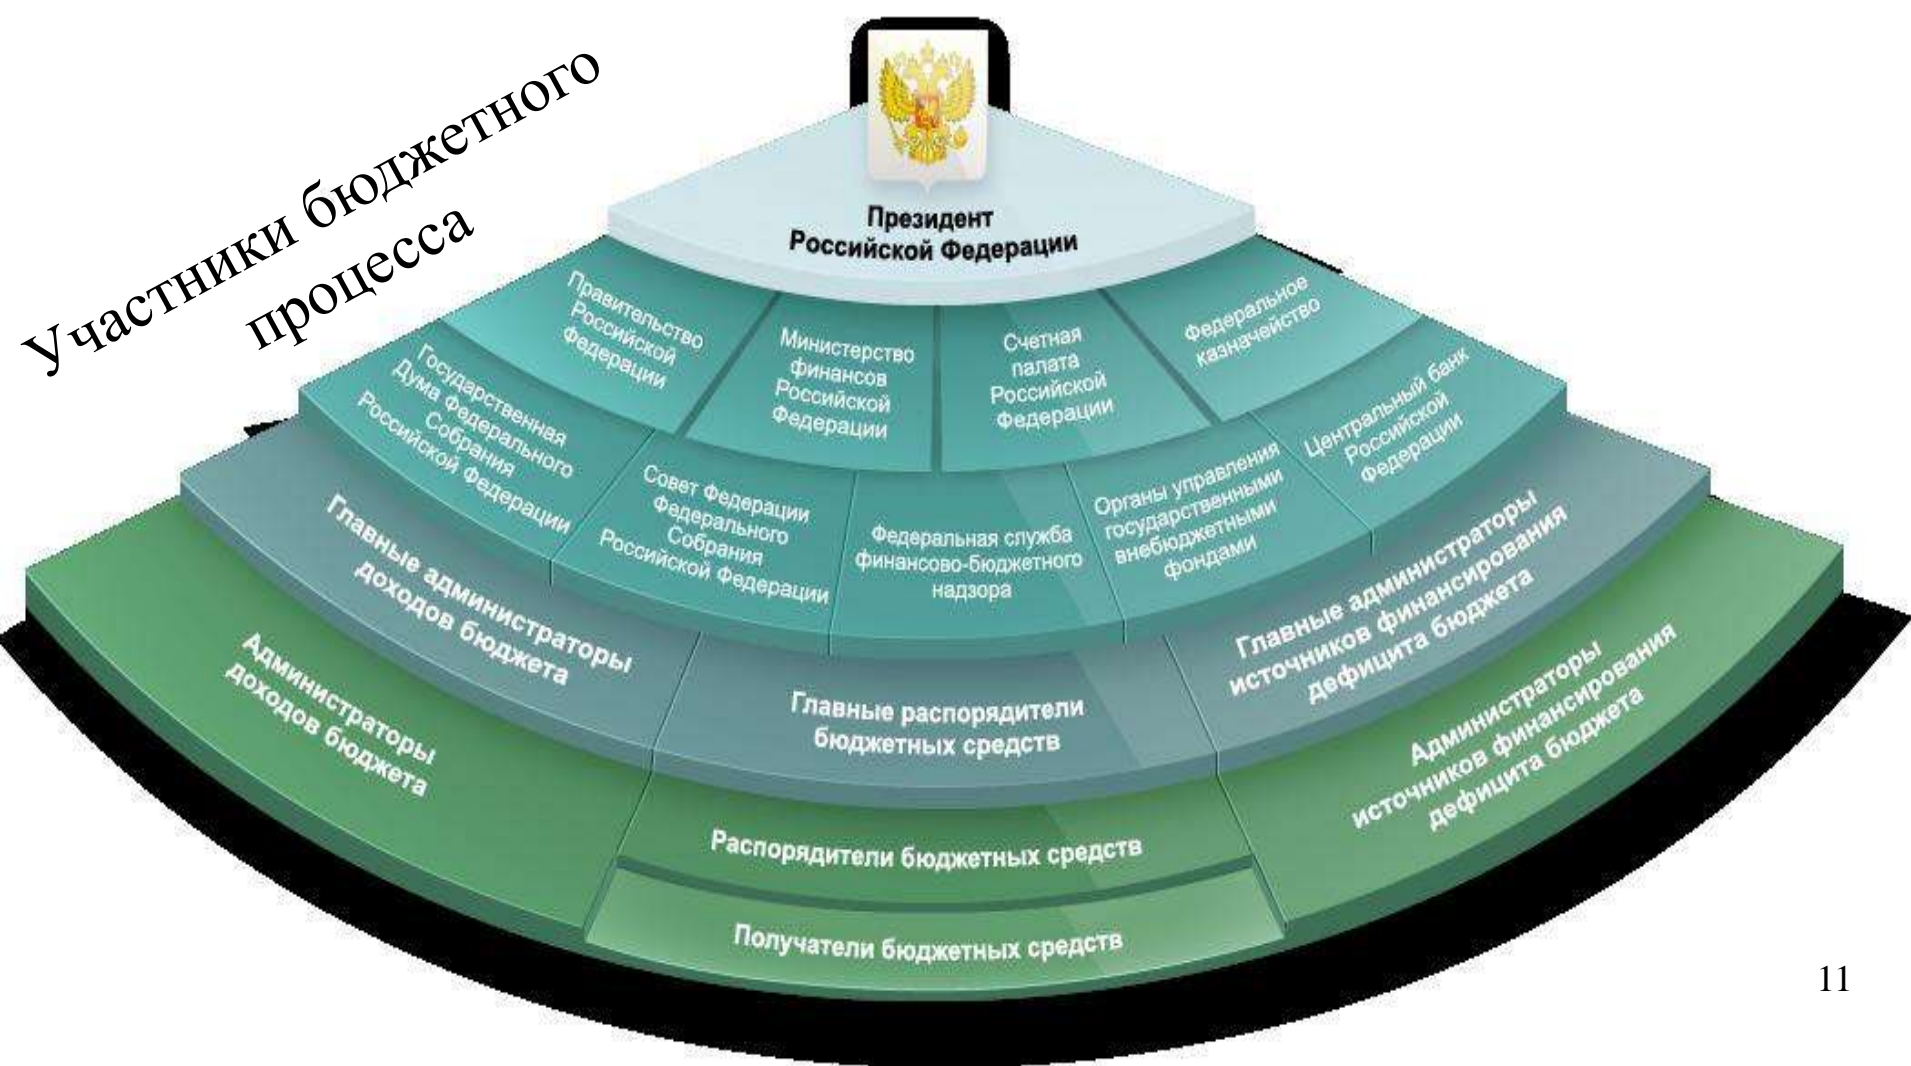 Участники бюджетного
процесса
Президент
Российской Федерации
Правительство
Российской
Федерации
Министерство
финансов
Российской
Федерации
Счетная
палата
Российской
Федерации
Федеральное
казначейство
Государственная
Дума Федерального
Собрания
Российской Федерации
Совет Федерации
Федерального
Собрания
Российской Федерации
Федеральная служба
финансово-бюджетного
надзора
Органы управления
государственными
внебюджетными
фондами
Центральный банк
Российской
Федерации
Главные администраторы
доходов бюджета
Главные распорядители
бюджетных средств
Главные администраторы
источников финансирования
дефицита бюджета
Администраторы
доходов бюджета
Распорядители бюджетных средств
Получатели бюджетных средств
Администраторы
источников финансирования
дефицита бюджета
11